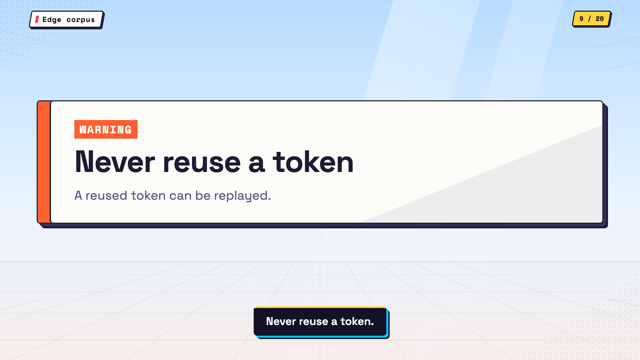 Edge corpus
9 / 20
WARNING
Never reuse a token
A reused token can be replayed.
Never reuse a token.